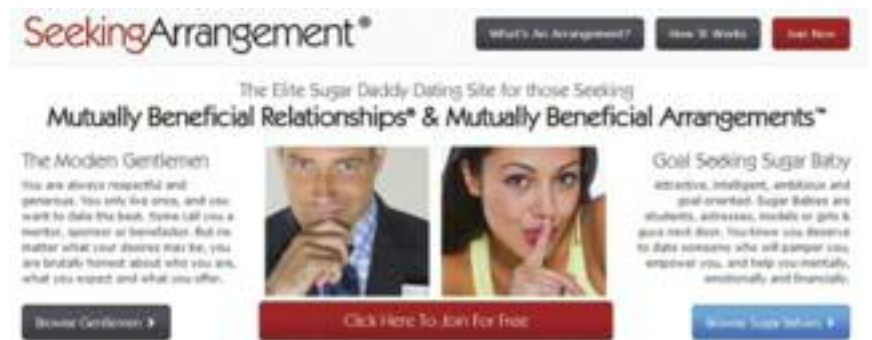 SeekingArrangement®
What's An Arrangement?
How It Works
Join Now
The Elite Sugar Daddy Dating Site for those Seeking
Mutually Beneficial Relationships® & Mutually Beneficial Arrangements™
The Modern Gentlemen
You are always respectful and
generous. You only live once, and you
want to date the best. Some call you a
mentor, sponsor or benefactor. But no
matter what your desires may be, you
are brutally honest about who you are,
what you expect and what you offer.
Browse Gentlemen
Click Here To Join For Free
Goal Seeking Sugar Baby
Attractive, intelligent, ambitious and
goal oriented. Sugar Babies are
students, actresses, models or girls &
guys next door. You know you deserve
to date someone who will pamper you,
empower you, and help you mentally,
emotionally and financially.
Browse Sugar Babies